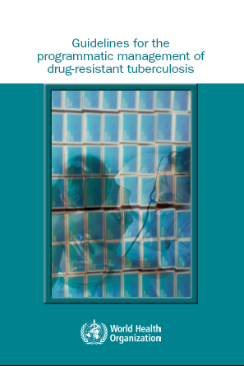 Guidelines for the
programmatic management of
drug-resistant tuberculosis
World Health
Organization